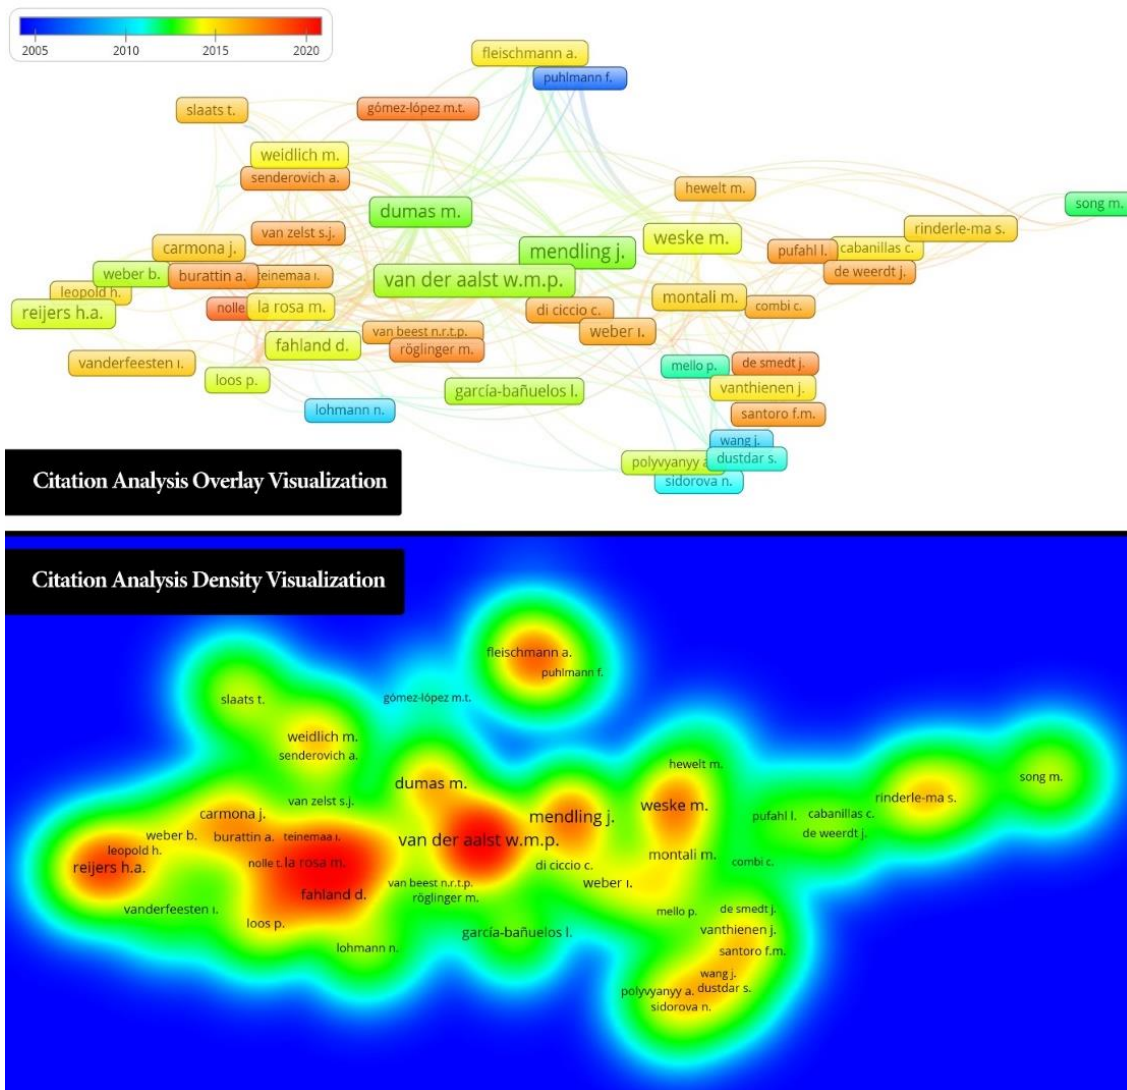 2005 2010 2015 2020
fleischmann a.
puhlmann f.
slaats t.
gómez-lópez m.t.
weidlich m.
senderovich a.
hewelt m.
song m.
dumas m.
rinderle-ma s.
van zelst s.j.
weske m.
carmona j.
mendling j.
pufahl l.
cabanillas c.
weber b.
burattin a.
teinemaa ı.
van der aalst w.m.p.
de weerdt j.
leopold h.
reijers h.a.
nolle
la rosa m.
di ciccio c.
montali m.
combi c.
van beest n.r.t.p.
weber ı.
fahland d.
röglinger m.
vanderfeesten ı.
mello p.
de smedt j.
loos p.
garcía-bañuelos l.
vanthienen j.
lohmann n.
santoro f.m.
wang j.
polyvyanyy a.
dustdar s.
sidorova n.
Citation Analysis Overlay Visualization
Citation Analysis Density Visualization
fleischmann a.
puhlmann f.
slaats t.
gómez-lópez m.t.
weidlich m.
senderovich a.
hewelt m.
song m.
dumas m.
rinderle-ma s.
van zelst s.j.
weske m.
carmona j.
mendling j.
pufahl l.
cabanillas c.
weber b.
burattin a.
teinemaa ı.
van der aalst w.m.p.
de weerdt j.
leopold h.
reijers h.a.
nolle t.
la rosa m.
di ciccio c.
montali m.
combi c.
van beest n.r.t.p.
weber ı.
fahland d.
röglinger m.
vanderfeesten ı.
mello p.
de smedt j.
loos p.
garcía-bañuelos l.
vanthienen j.
lohmann n.
santoro f.m.
wang j.
polyvyanyy a.
dustdar s.
sidorova n.